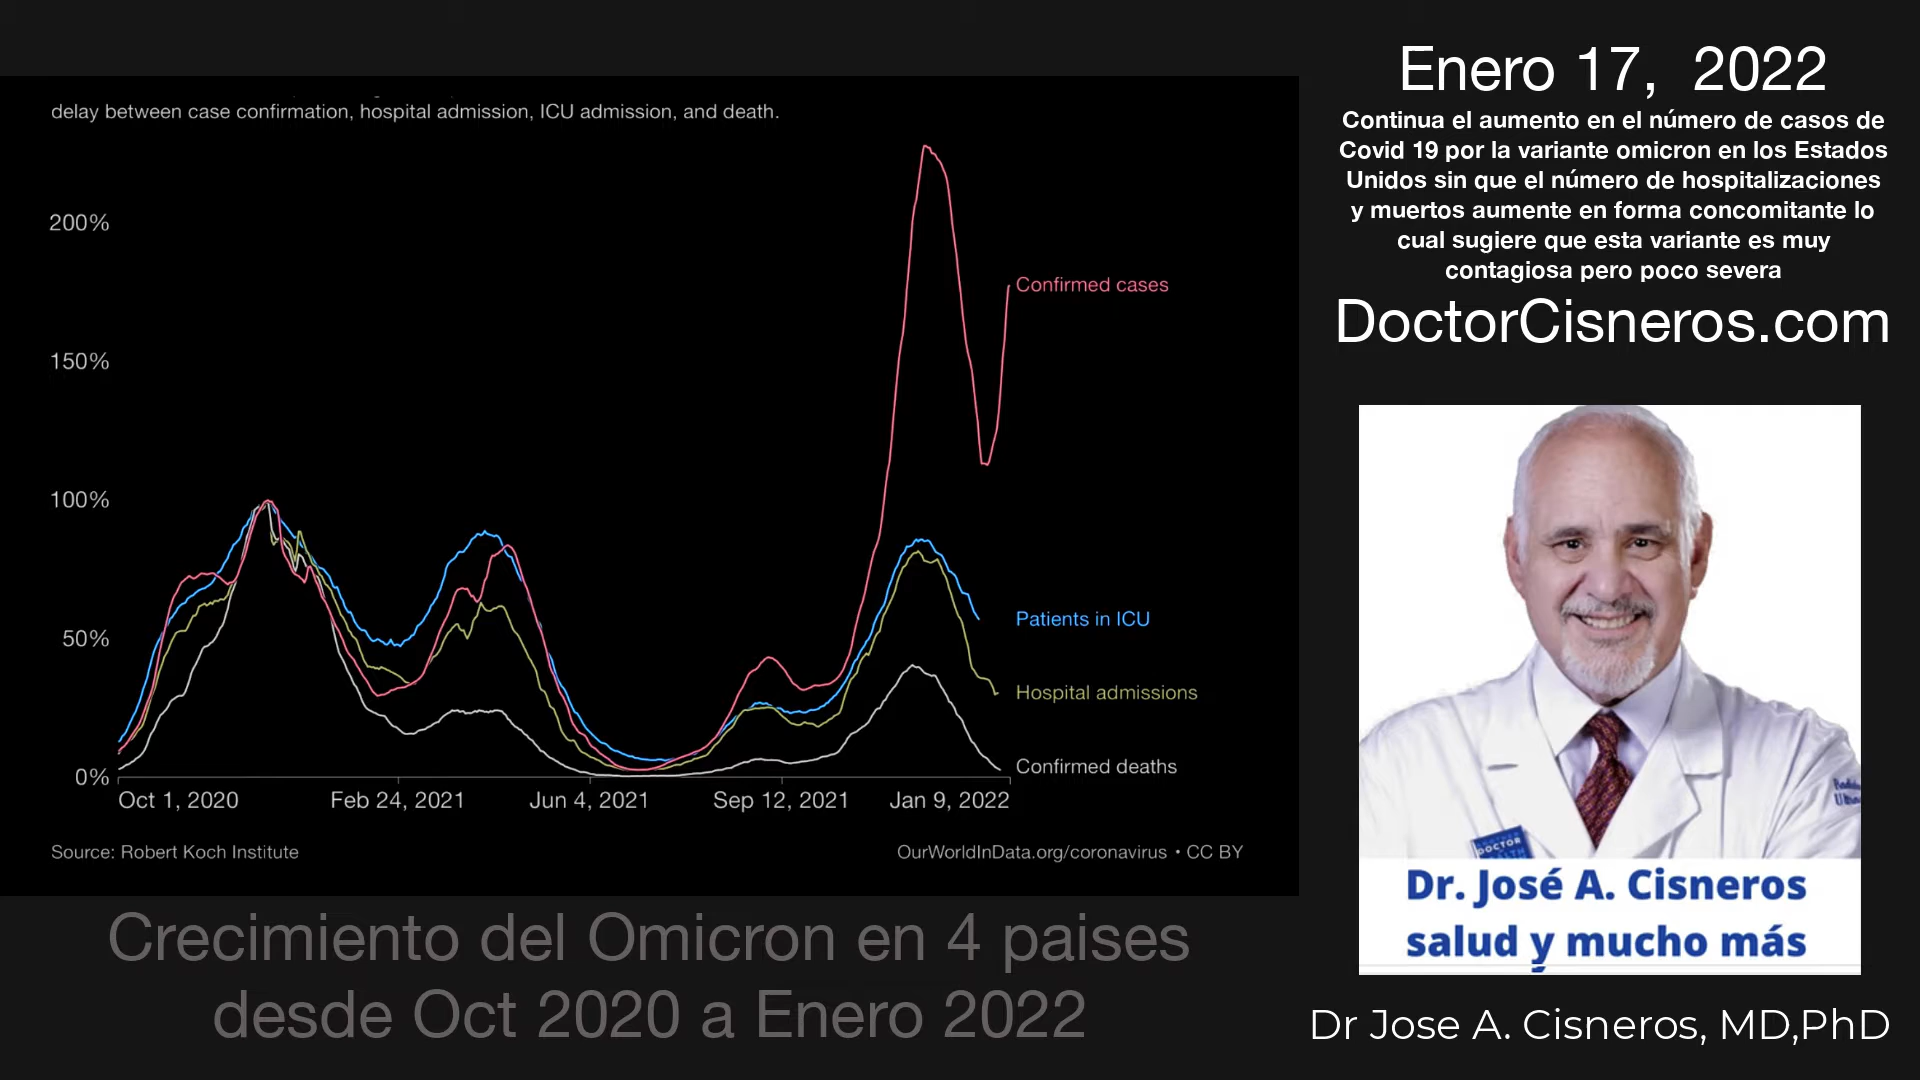 delay between case confirmation, hospital admission, ICU admission, and death.
200%
150%
100%
50%
0%
Confirmed cases
Patients in ICU
Hospital admissions
Confirmed deaths
Oct 1, 2020
Feb 24, 2021
Jun 4, 2021
Sep 12, 2021
Jan 9, 2022
Source: Robert Koch Institute
OurWorldInData.org/coronavirus • CC BY
Crecimiento del Omicron en 4 paises
desde Oct 2020 a Enero 2022
Enero 17, 2022
Continua el aumento en el número de casos de
Covid 19 por la variante omicron en los Estados
Unidos sin que el número de hospitalizaciones
y muertos aumente en forma concomitante lo
cual sugiere que esta variante es muy
contagiosa pero poco severa
DoctorCisneros.com
DOCTOR
Dr. José A. Cisneros
salud y mucho más
Dr Jose A. Cisneros, MD,PhD